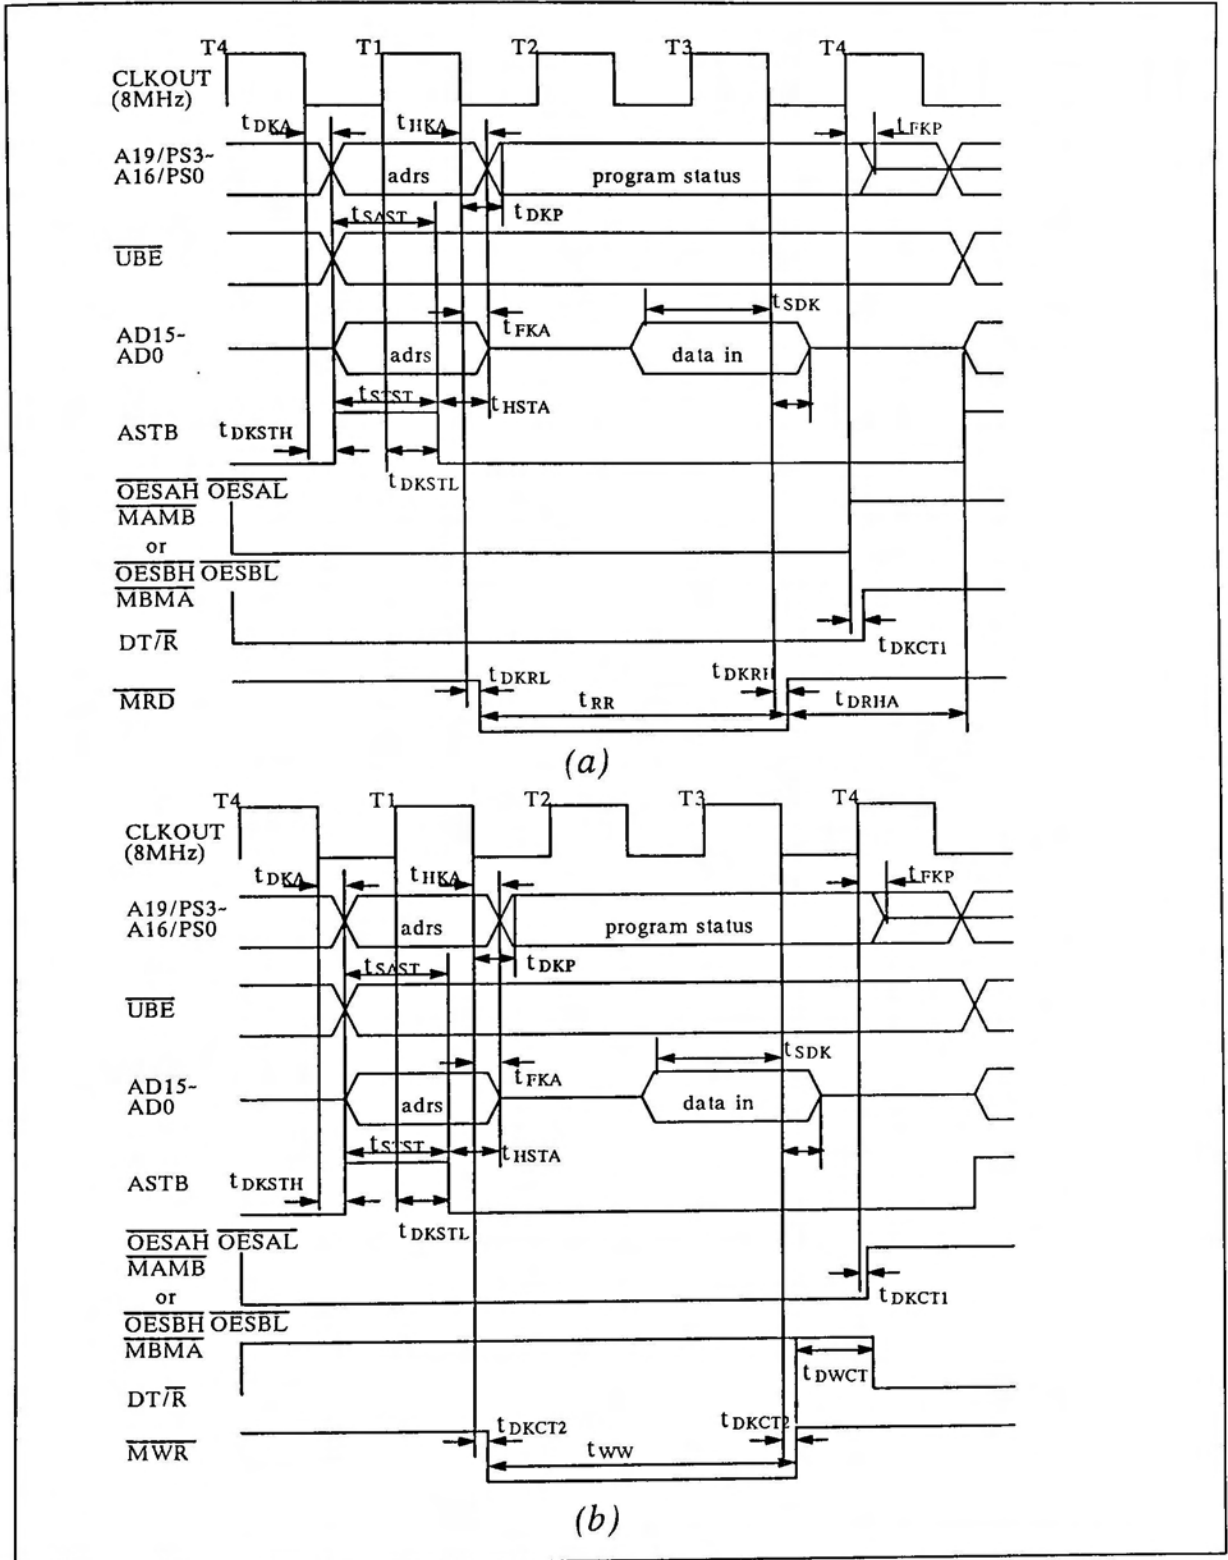 T4 T1 T2 T3 T4
CLKOUT
(8MHz)
tDKA tHKA tFKP
A19/PS3~
A16/PS0
adrs program status
tSAST tDKP
UBE
tSDK
AD15~
AD0
tFKA
adrs data in
tSTST tHSTA
ASTB
tDKSTH
tDKSTL
OESAH OESAL
MAMB
or
OESBH OESBL
MBMA
DT/R
tDKCT1
tDKRL tDKRH
MRD
tRR tDRHA
(a)
T4 T1 T2 T3 T4
CLKOUT
(8MHz)
tDKA tHKA tFKP
A19/PS3~
A16/PS0
adrs program status
tSAST tDKP
UBE
tSDK
AD15~
AD0
tFKA
adrs data in
tSTST tHSTA
ASTB
tDKSTH
tDKSTL
OESAH OESAL
MAMB
or
tDKCT1
OESBH OESBL
MBMA
tDWCT
DT/R
tDKCT2 tDKCT2
MWR
tWW
(b)